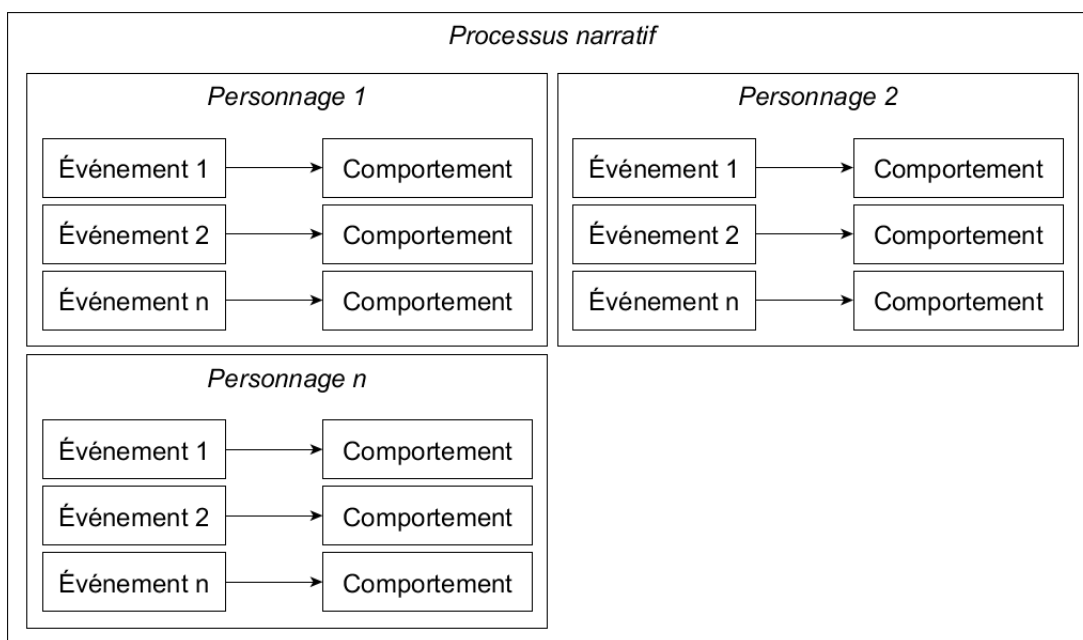 Processus narratif
Personnage 1
Événement 1
Comportement
Événement 2
Comportement
Événement n
Comportement
Personnage 2
Événement 1
Comportement
Événement 2
Comportement
Événement n
Comportement
Personnage n
Événement 1
Comportement
Événement 2
Comportement
Événement n
Comportement